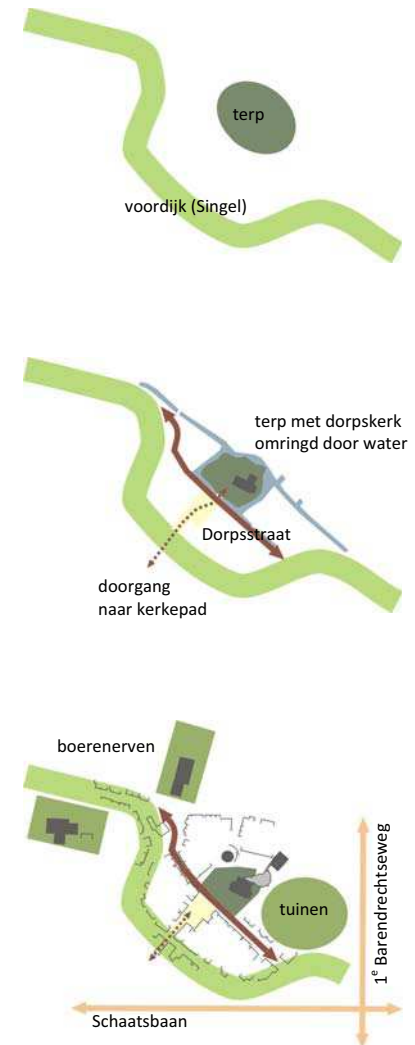 terp
voordijk (Singel)
terp met dorpskerk
omringd door water
Dorpsstraat
doorgang
naar kerkepad
boerenerven
tuinen
1e Barendrechtseweg
Schaatsbaan